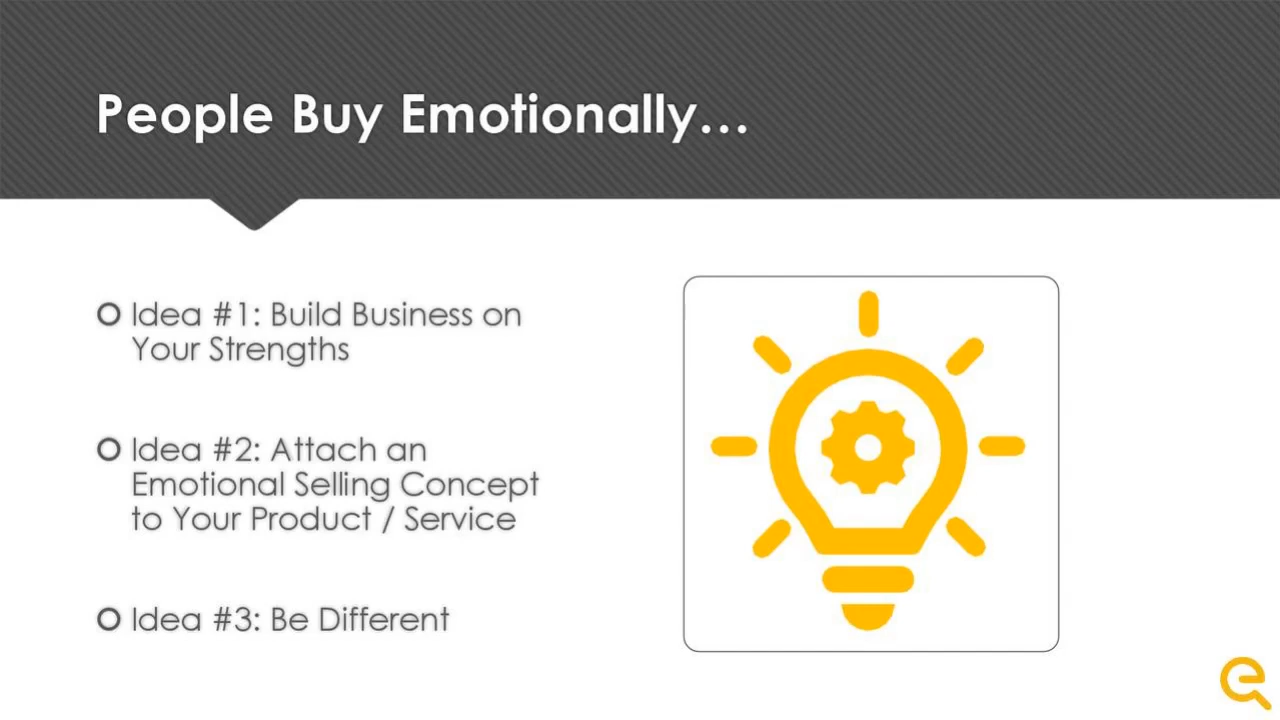 People Buy Emotionally...
Idea #1: Build Business on
Your Strengths
Idea #2: Attach an
Emotional Selling Concept
to Your Product / Service
Idea #3: Be Different